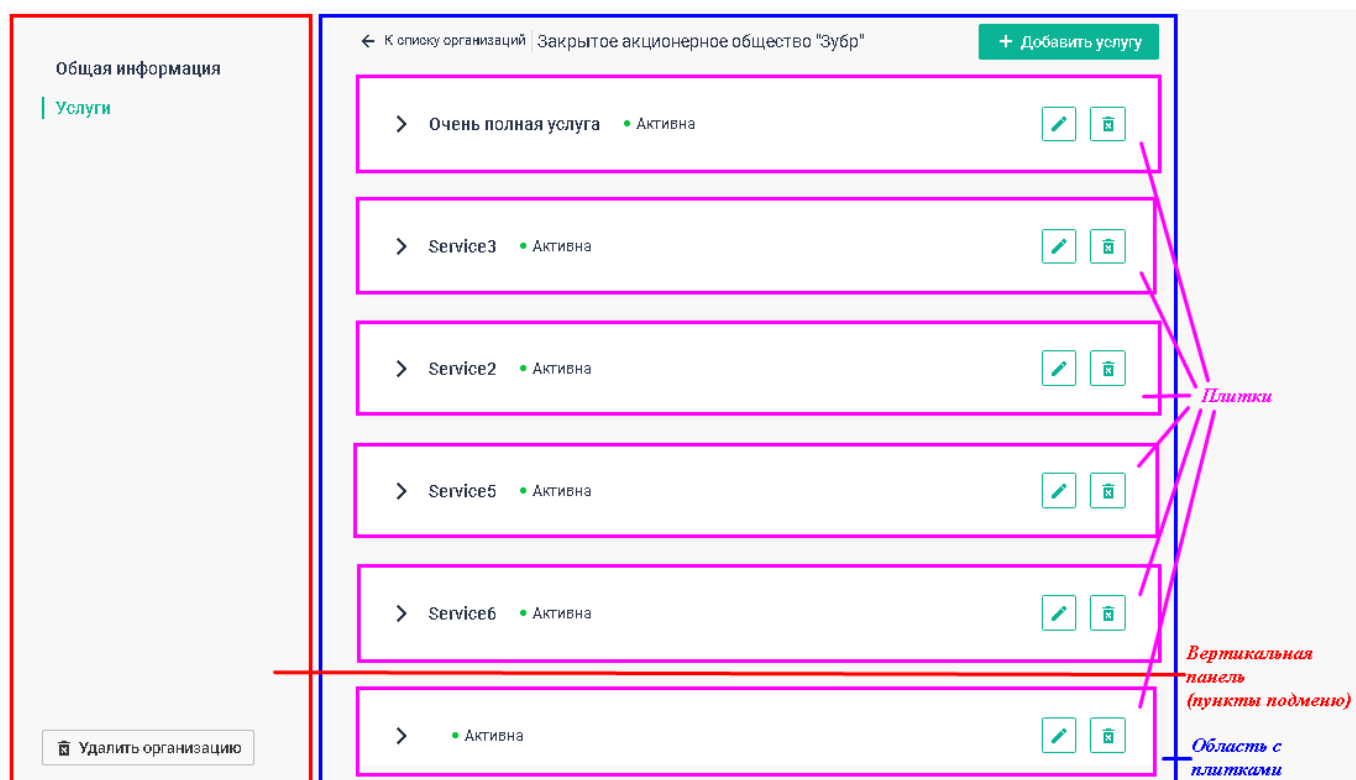 ← К списку организаций Закрытое акционерное общество "Зубр"
+ Добавить услугу
Общая информация
Услуги
Очень полная услуга • Активна
Service3 • Активна
Service2 • Активна
Плитки
Service5 • Активна
Service6 • Активна
Вертикальная
панель
(пункты подменю)
• Активна
Удалить организацию
Область с
плитками